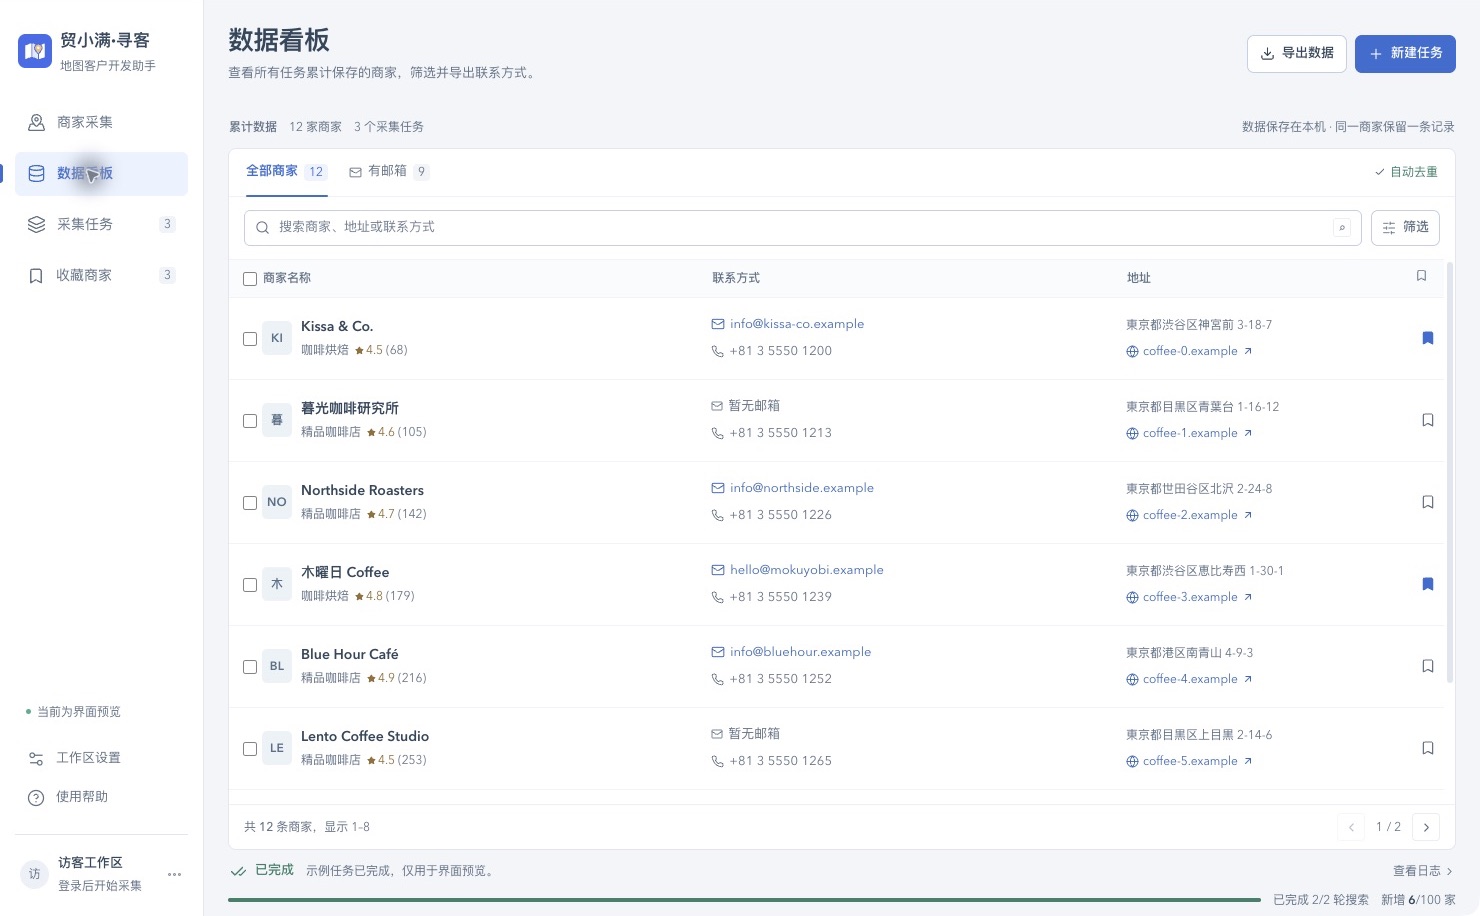 贸小满·寻客
地图客户开发助手
商家采集
数据看板
采集任务 3
收藏商家 3
当前为界面预览
工作区设置
使用帮助
访 访客工作区
登录后开始采集
数据看板
查看所有任务累计保存的商家，筛选并导出联系方式。
导出数据
新建任务
累计数据 12 家商家 3 个采集任务
数据保存在本机 · 同一商家保留一条记录
全部商家 12 有邮箱 9
自动去重
搜索商家、地址或联系方式
筛选
商家名称 联系方式 地址
KI Kissa & Co.
咖啡烘焙 ★4.5 (68)
info@kissa-co.example
+81 3 5550 1200
東京都渋谷区神宮前 3-18-7
coffee-0.example ↗
暮 暮光咖啡研究所
精品咖啡店 ★4.6 (105)
暂无邮箱
+81 3 5550 1213
東京都目黑区青葉台 1-16-12
coffee-1.example ↗
NO Northside Roasters
精品咖啡店 ★4.7 (142)
info@northside.example
+81 3 5550 1226
東京都世田谷区北沢 2-24-8
coffee-2.example ↗
木 木曜日 Coffee
咖啡烘焙 ★4.8 (179)
hello@mokuyobi.example
+81 3 5550 1239
東京都渋谷区恵比寿西 1-30-1
coffee-3.example ↗
BL Blue Hour Café
精品咖啡店 ★4.9 (216)
info@bluehour.example
+81 3 5550 1252
東京都港区南青山 4-9-3
coffee-4.example ↗
LE Lento Coffee Studio
精品咖啡店 ★4.5 (253)
暂无邮箱
+81 3 5550 1265
東京都目黑区上目黑 2-14-6
coffee-5.example ↗
共 12 条商家，显示 1–8
1 / 2
已完成 示例任务已完成，仅用于界面预览。
查看日志
已完成 2/2 轮搜索 新增 6/100 家